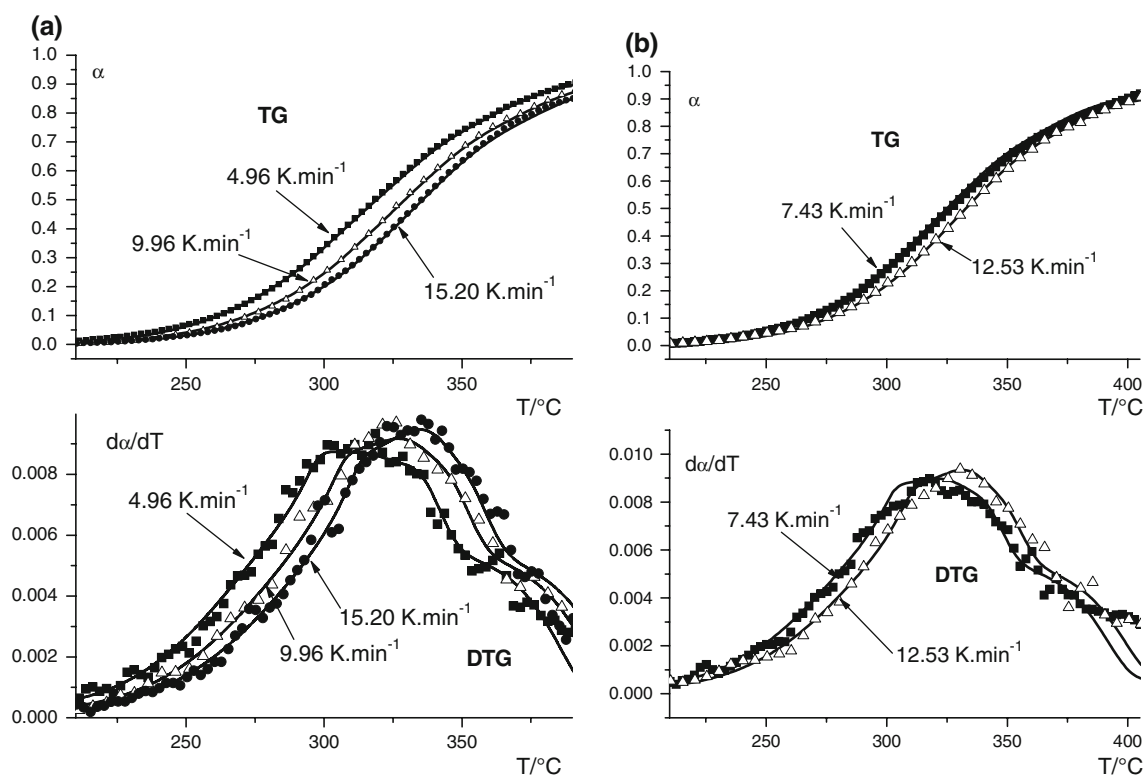 (a)
1.0
0.9
0.8
0.7
0.6
0.5
0.4
0.3
0.2
0.1
0.0
α
TG
4.96 K.min⁻¹
9.96 K.min⁻¹
15.20 K.min⁻¹
250
300
350
T/°C
dα/dT
0.008
0.006
0.004
0.002
0.000
4.96 K.min⁻¹
15.20 K.min⁻¹
9.96 K.min⁻¹
DTG
250
300
350
T/°C
(b)
1.0
0.9
0.8
0.7
0.6
0.5
0.4
0.3
0.2
0.1
0.0
α
TG
7.43 K.min⁻¹
12.53 K.min⁻¹
250
300
350
400
T/°C
dα/dT
0.010
0.008
0.006
0.004
0.002
0.000
7.43 K.min⁻¹
DTG
12.53 K.min⁻¹
250
300
350
400
T/°C